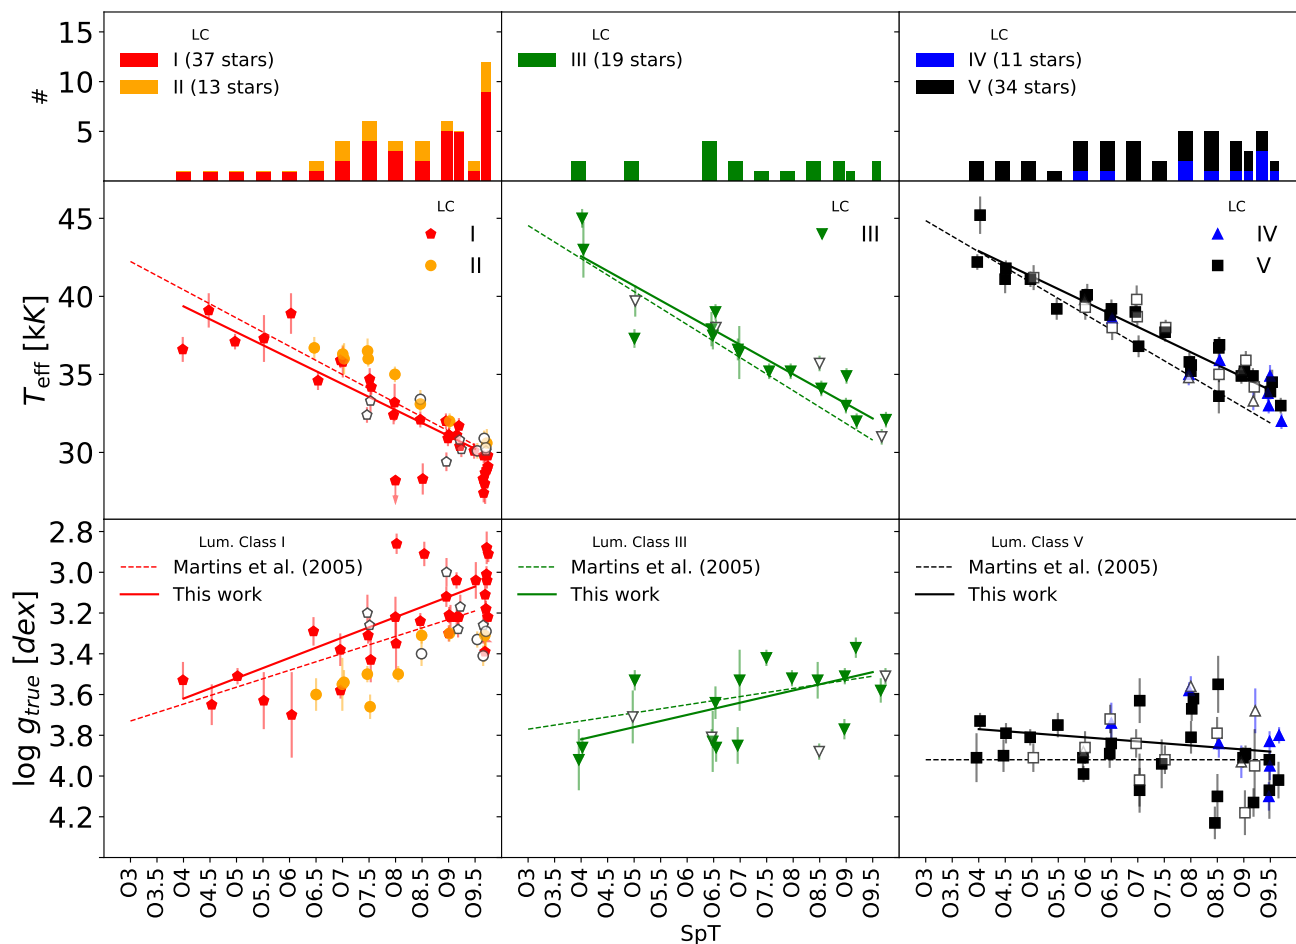 LC
I (37 stars)
II (13 stars)
LC
III (19 stars)
LC
IV (11 stars)
V (34 stars)
15
10
5
#
LC
I
II
LC
III
LC
IV
V
45
40
35
30
T_eff [kK]
Lum. Class I
Martins et al. (2005)
This work
Lum. Class III
Martins et al. (2005)
This work
Lum. Class V
Martins et al. (2005)
This work
2.8
3.0
3.2
3.4
3.6
3.8
4.0
4.2
log g_true [dex]
O3 O3.5 O4 O4.5 O5 O5.5 O6 O6.5 O7 O7.5 O8 O8.5 O9 O9.5
O3 O3.5 O4 O4.5 O5 O5.5 O6 O6.5 O7 O7.5 O8 O8.5 O9 O9.5
O3 O3.5 O4 O4.5 O5 O5.5 O6 O6.5 O7 O7.5 O8 O8.5 O9 O9.5
SpT